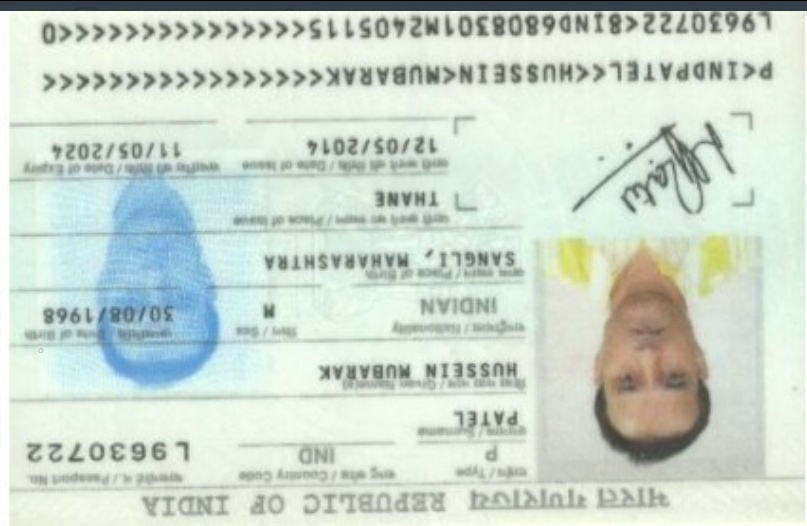 भारत गणराज्य REPUBLIC OF INDIA
टाइप / Type
P
राष्ट्र कोड / Country Code
IND
पासपोर्ट न. / Passport No.
L9630722
उपनाम / Surname
PATEL
दिया गया नाम / Given Name(s)
HUSSEIN MUBARAK
राष्ट्रीयता / Nationality
INDIAN
लिंग / Sex
M
जन्मतिथि / Date of Birth
30/08/1968
जन्म स्थान / Place of Birth
SANGLI, MAHARASHTRA
जारी करने का स्थान / Place of Issue
THANE
जारी करने की तिथि / Date of Issue
12/05/2014
समाप्ति की तिथि / Date of Expiry
11/05/2024
P<INDPATEL<<HUSSEIN<MUBARAK<<<<<<<<<<<<<<<<<
L9630722<8IND6808301M2405115<<<<<<<<<<<<<<<0